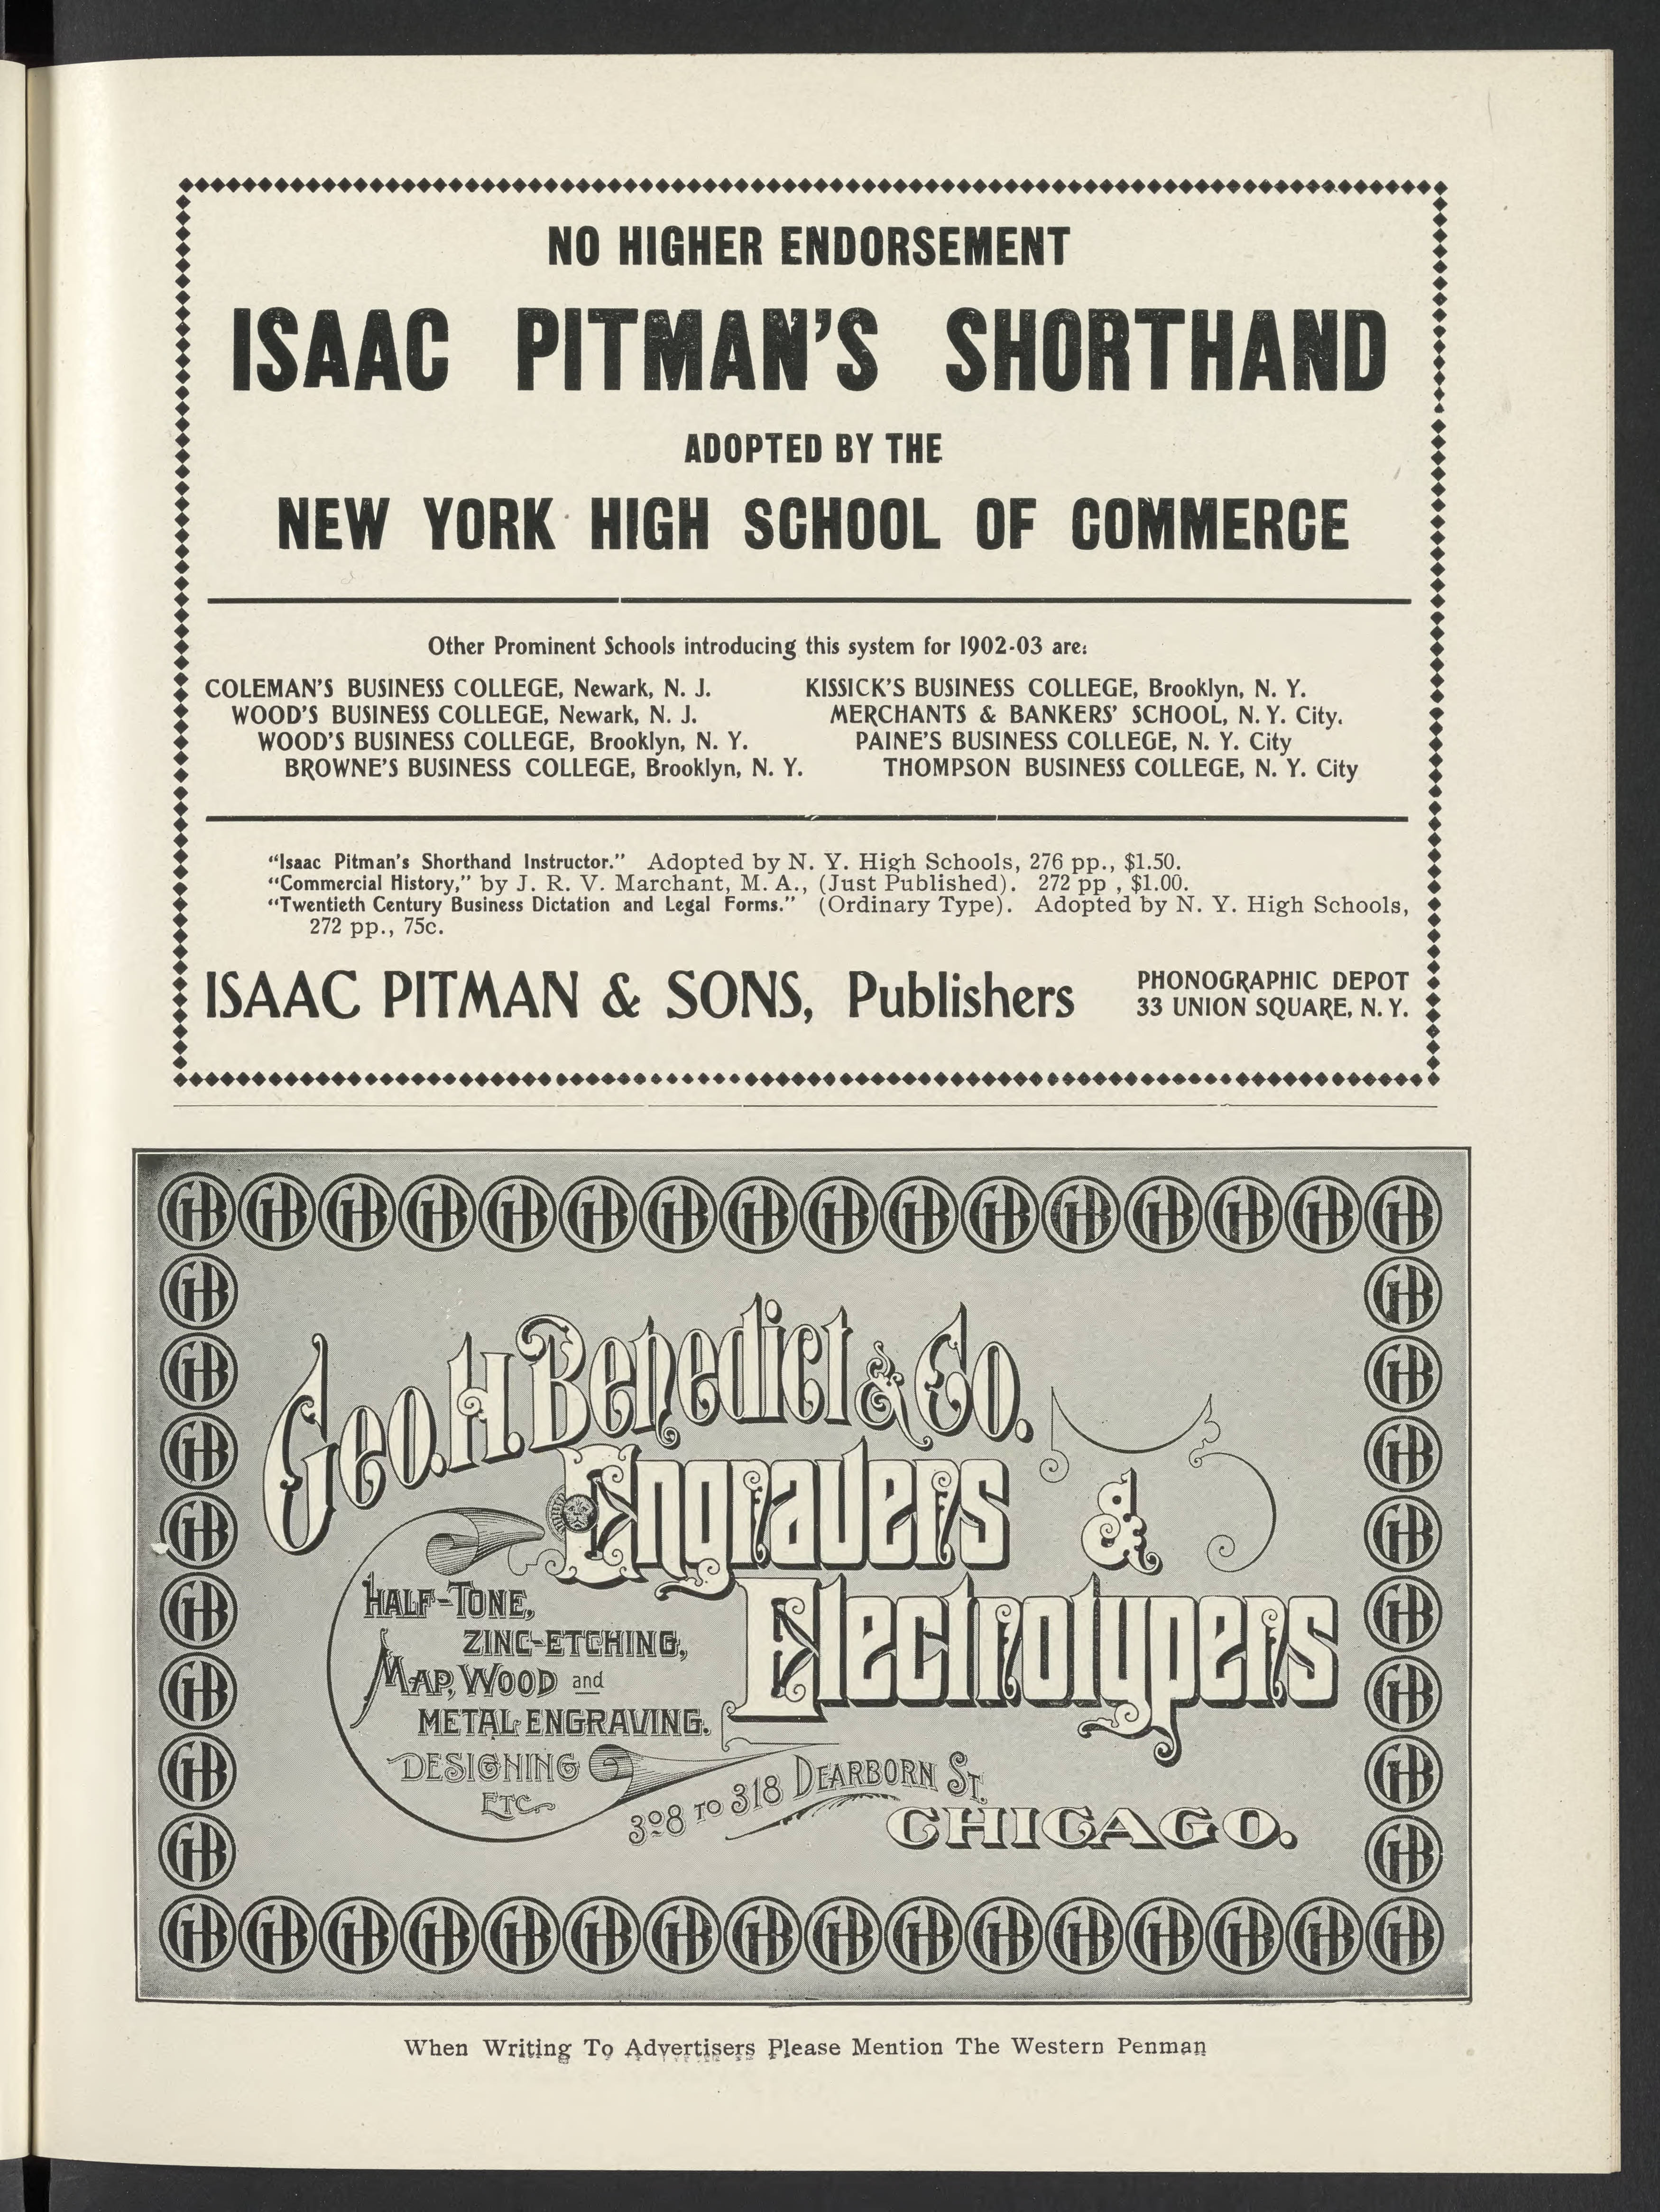 NO HIGHER ENDORSEMENT
ISAAC PITMAN'S SHORTHAND
ADOPTED BY THE
NEW YORK HIGH SCHOOL OF COMMERCE
Other Prominent Schools introducing this system for 1902-03 are:
COLEMAN'S BUSINESS COLLEGE, Newark, N. J.
WOOD'S BUSINESS COLLEGE, Newark, N. J.
WOOD'S BUSINESS COLLEGE, Brooklyn, N. Y.
BROWNE'S BUSINESS COLLEGE, Brooklyn, N. Y.
KISSICK'S BUSINESS COLLEGE, Brooklyn, N. Y.
MERCHANTS & BANKERS' SCHOOL, N. Y. City.
PAINE'S BUSINESS COLLEGE, N. Y. City
THOMPSON BUSINESS COLLEGE, N. Y. City
"Isaac Pitman's Shorthand Instructor." Adopted by N. Y. High Schools, 276 pp., $1.50.
"Commercial History," by J. R. V. Marchant, M. A., (Just Published). 272 pp , $1.00.
"Twentieth Century Business Dictation and Legal Forms." (Ordinary Type). Adopted by N. Y. High Schools,
272 pp., 75c.
ISAAC PITMAN & SONS, Publishers
PHONOGRAPHIC DEPOT
33 UNION SQUARE, N. Y.
Geo. H. Benedict & Co.
Engravers &
Electrotypers
HALF-TONE,
ZINC-ETCHING,
MAP, WOOD and
METAL ENGRAVING.
DESIGNING
ETC.
308 TO 318 DEARBORN ST.
CHICAGO.
When Writing To Advertisers Please Mention The Western Penman